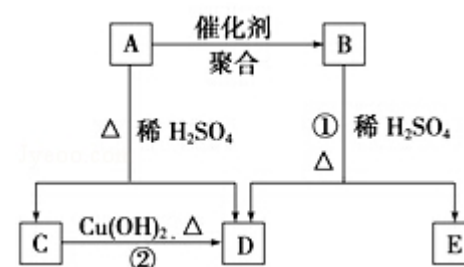 A 催化剂 B
聚合
△ 稀 H₂SO₄ ① 稀 H₂SO₄
△
C Cu(OH)₂ 、△ D E
②